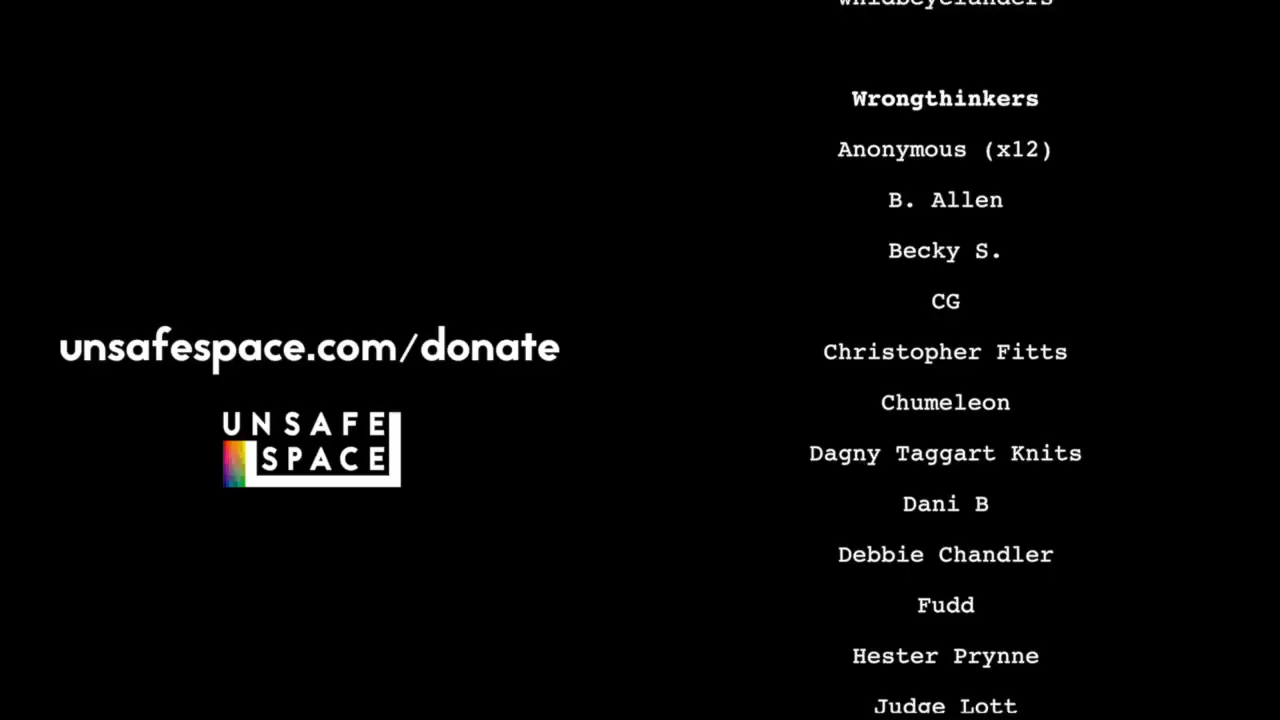 unsafespace.com/donate
UNSAFE
SPACE
whidbeyelanders
Wrongthinkers
Anonymous (x12)
B. Allen
Becky S.
CG
Christopher Fitts
Chumeleon
Dagny Taggart Knits
Dani B
Debbie Chandler
Fudd
Hester Prynne
Judge Lott